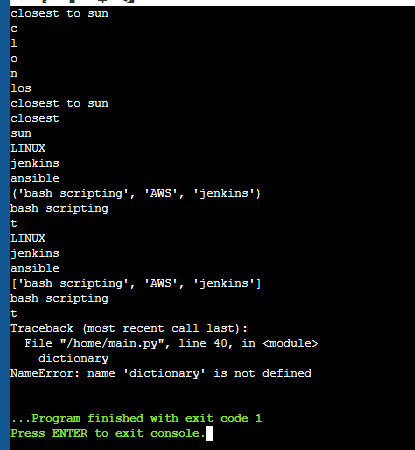 closest to sun
c
l
o
n
los
closest to sun
closest
sun
LINUX
jenkins
ansible
('bash scripting', 'AWS', 'jenkins')
bash scripting
t
LINUX
jenkins
ansible
['bash scripting', 'AWS', 'jenkins']
bash scripting
t
Traceback (most recent call last):
  File "/home/main.py", line 40, in <module>
    dictionary
NameError: name 'dictionary' is not defined
...Program finished with exit code 1
Press ENTER to exit console.